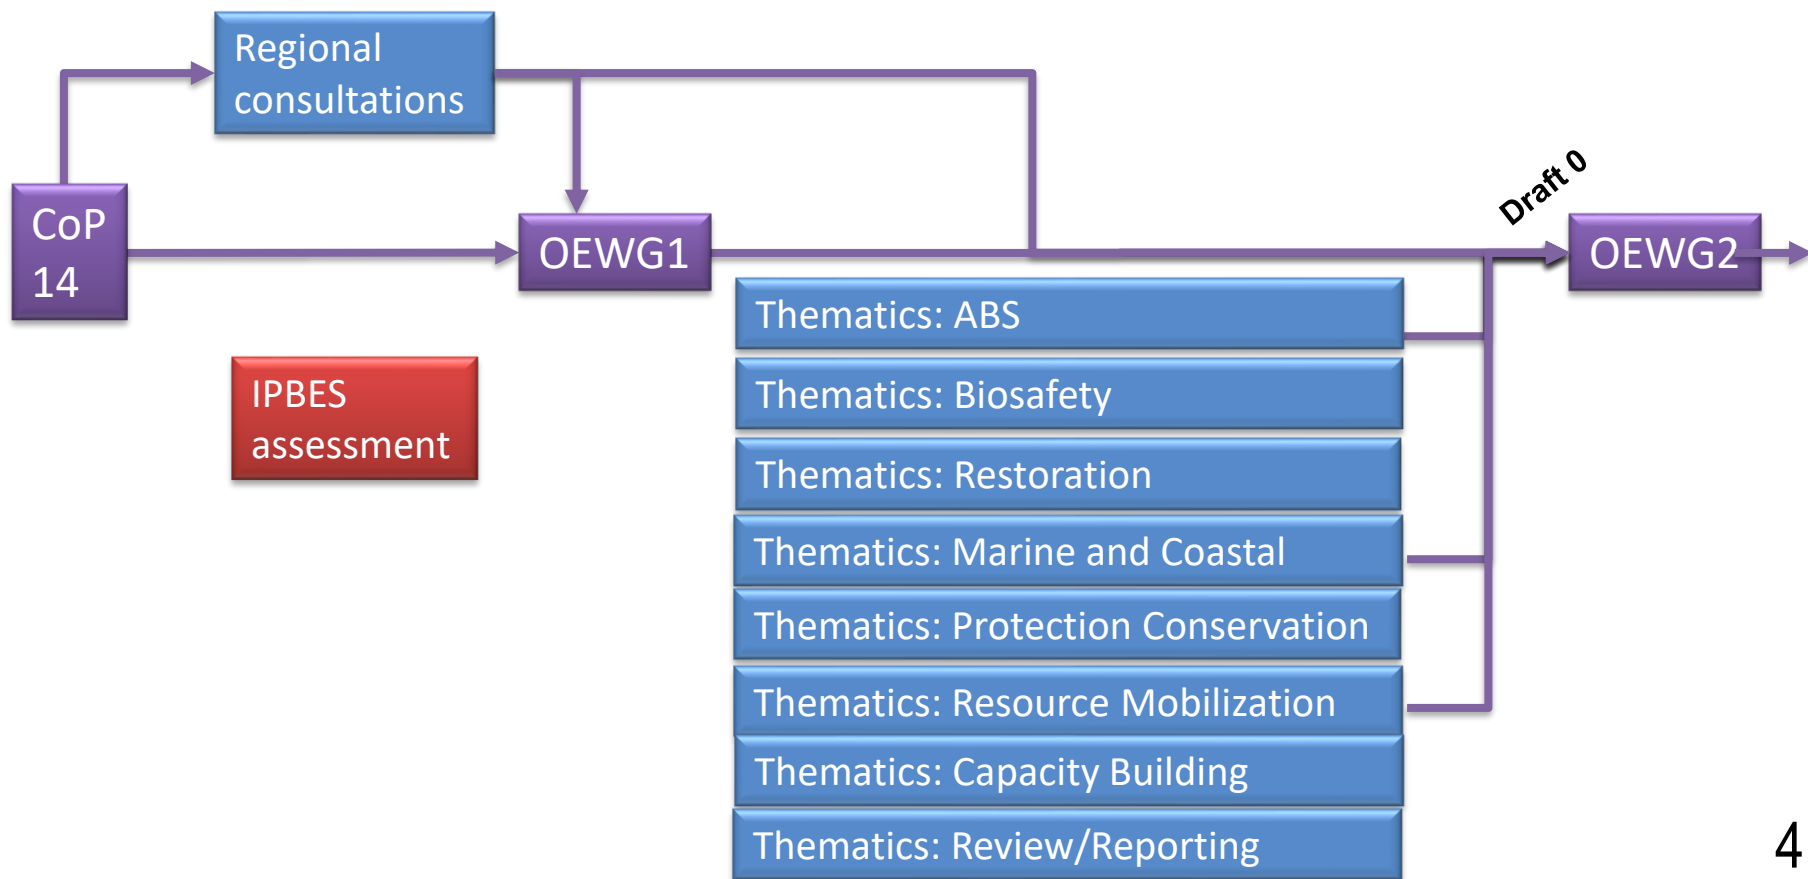 Regional
consultations
CoP
14
OEWG1
Draft 0
OEWG2
IPBES
assessment
Thematics: ABS
Thematics: Biosafety
Thematics: Restoration
Thematics: Marine and Coastal
Thematics: Protection Conservation
Thematics: Resource Mobilization
Thematics: Capacity Building
Thematics: Review/Reporting
4